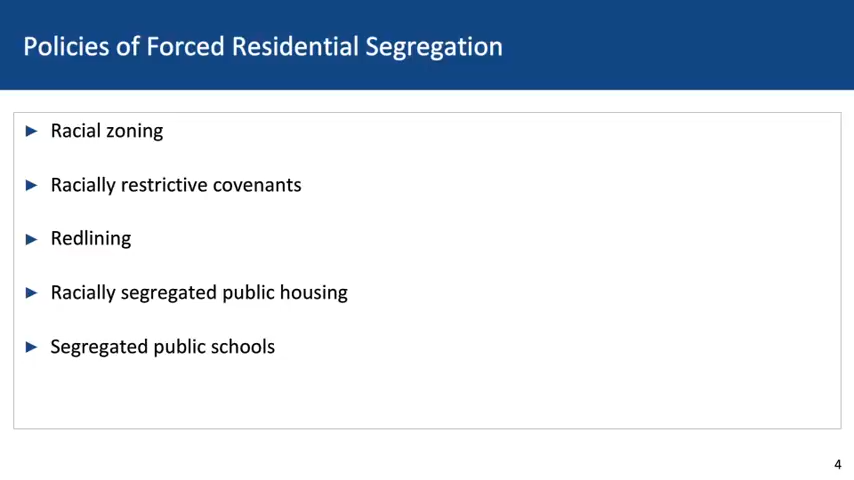 Policies of Forced Residential Segregation
► Racial zoning
► Racially restrictive covenants
► Redlining
► Racially segregated public housing
► Segregated public schools
4